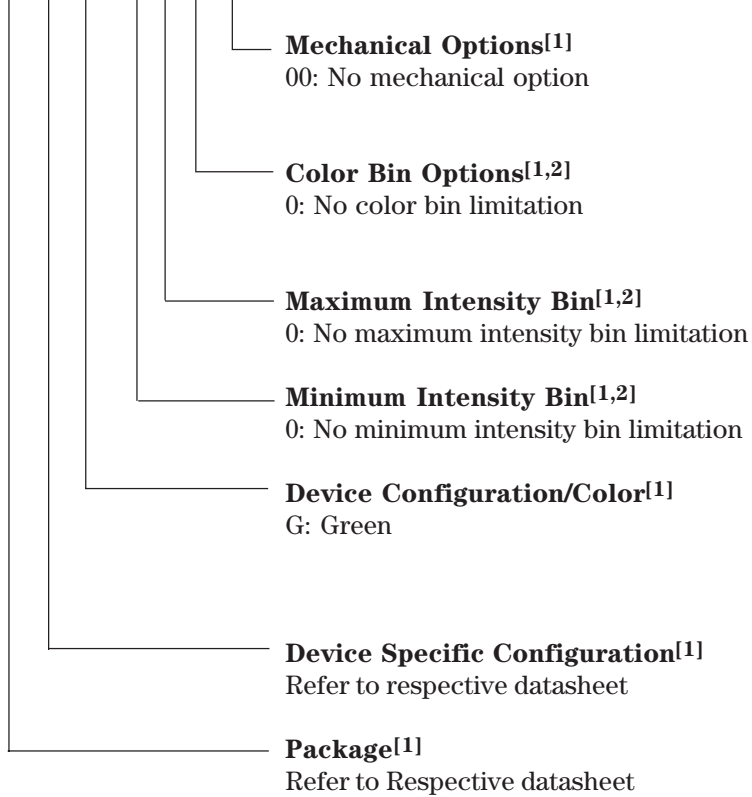 Mechanical Options[1]
00: No mechanical option
Color Bin Options[1,2]
0: No color bin limitation
Maximum Intensity Bin[1,2]
0: No maximum intensity bin limitation
Minimum Intensity Bin[1,2]
0: No minimum intensity bin limitation
Device Configuration/Color[1]
G: Green
Device Specific Configuration[1]
Refer to respective datasheet
Package[1]
Refer to Respective datasheet